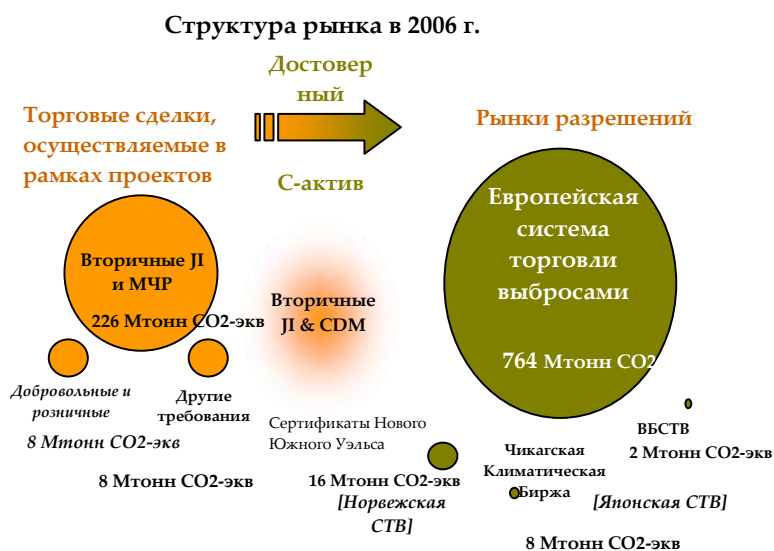 Структура рынка в 2006 г.
Достовер
ный
С-актив
Торговые сделки,
осуществляемые в
рамках проектов
Рынки разрешений
Вторичные JI
и МЧР
226 Мтонн СО2-экв
Вторичные
JI & CDM
Европейская
система
торговли
выбросами
764 Мтонн СО2
Добровольные и
розничные
8 Мтонн СО2-экв
Другие
требования
8 Мтонн СО2-экв
Сертификаты Нового
Южного Уэльса
16 Мтонн СО2-экв
[Норвежская
СТВ]
Чикагская
Климатическая
Биржа
8 Мтонн СО2-экв
ВБСТВ
2 Мтонн СО2-экв
[Японская СТВ]